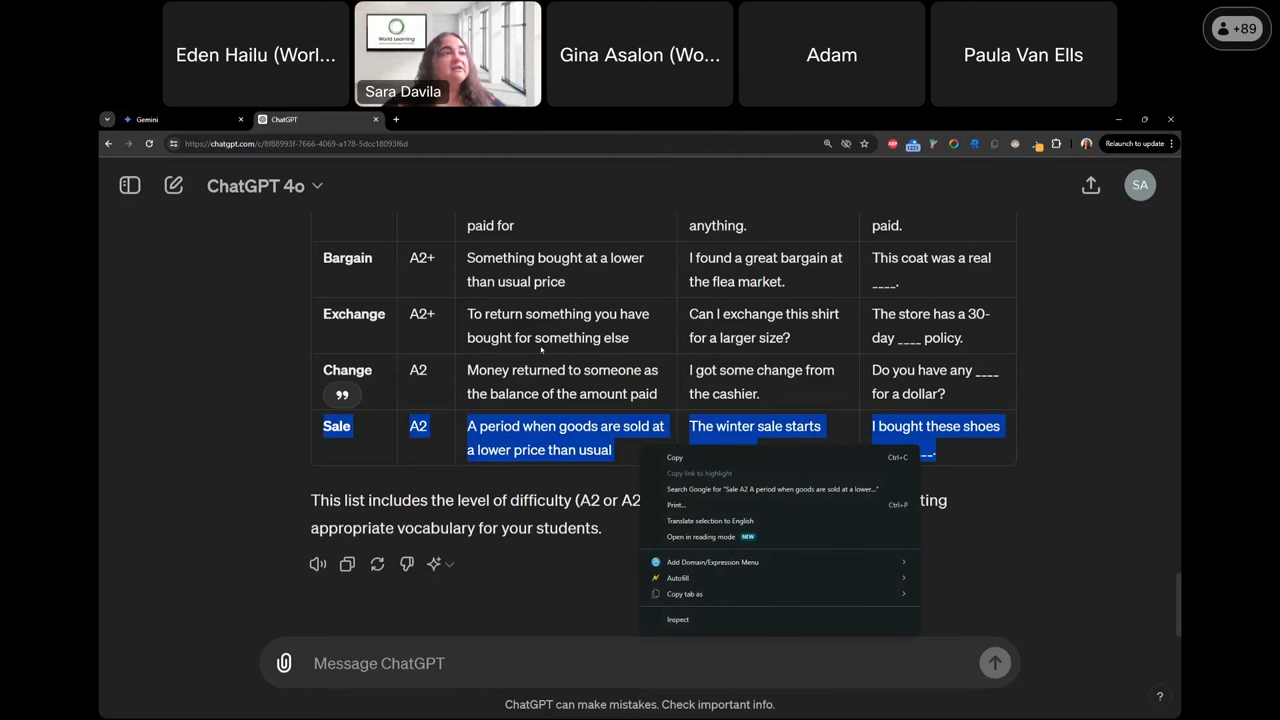 Eden Hailu (Worl...
World Learning
Sara Davila
Gina Asalon (Wo...
Adam
Paula Van Ells
+89
Gemini
ChatGPT
https://chatgpt.com/c/8f88993f-7666-4069-a178-5dcc18093f6d
Relaunch to update
ChatGPT 4o
SA
paid for
anything.
paid.
Bargain
A2+
Something bought at a lower
than usual price
I found a great bargain at
the flea market.
This coat was a real
____.
Exchange
A2+
To return something you have
bought for something else
Can I exchange this shirt
for a larger size?
The store has a 30-
day ____ policy.
Change
A2
Money returned to someone as
the balance of the amount paid
I got some change from
the cashier.
Do you have any ____
for a dollar?
Sale
A2
A period when goods are sold at
a lower price than usual
The winter sale starts
I bought these shoes
__.
Copy Ctrl+C
Copy link to highlight
Search Google for "Sale A2 A period when goods are sold at a lower..."
Print... Ctrl+P
Translate selection to English
Open in reading mode NEW
Add Domain/Expression Menu
Autofill
Copy tab as
Inspect
This list includes the level of difficulty (A2 or A2
appropriate vocabulary for your students.
Message ChatGPT
ChatGPT can make mistakes. Check important info.
?